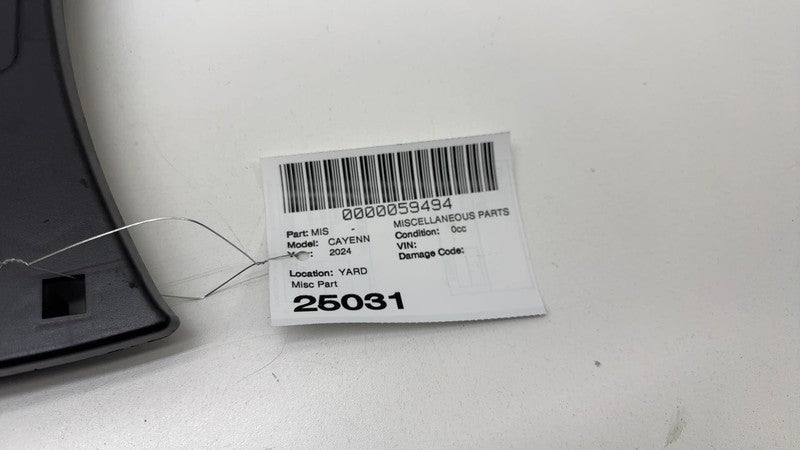 0000059494
Part: MIS - MISCELLANEOUS PARTS
Model: CAYENN Condition: 0cc
2024 VIN:
Damage Code:
Location: YARD
Misc Part
25031